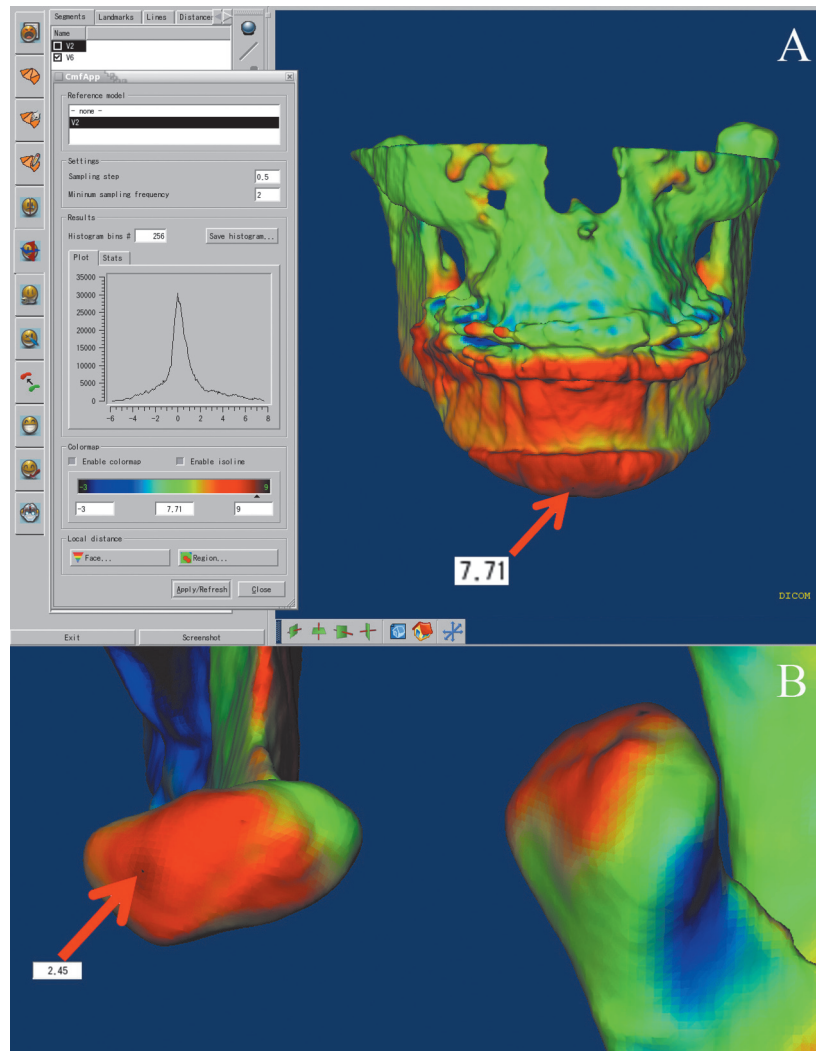 Segments Landmarks Lines Distance
Name
V2
V6
CmfApp
Reference model
- none -
V2
Settings
Sampling step 0.5
Minimum sampling frequency 2
Results
Histogram bins # 256 Save histogram...
Plot Stats
35000
30000
25000
20000
15000
10000
5000
0
-6 -4 -2 0 2 4 6 8
Colormap
Enable colormap Enable isoline
-3 9
-3 7.71 9
Local distance
Face... Region...
Apply/Refresh Close
Exit Screenshot
A
7.71
DICOM
B
2.45